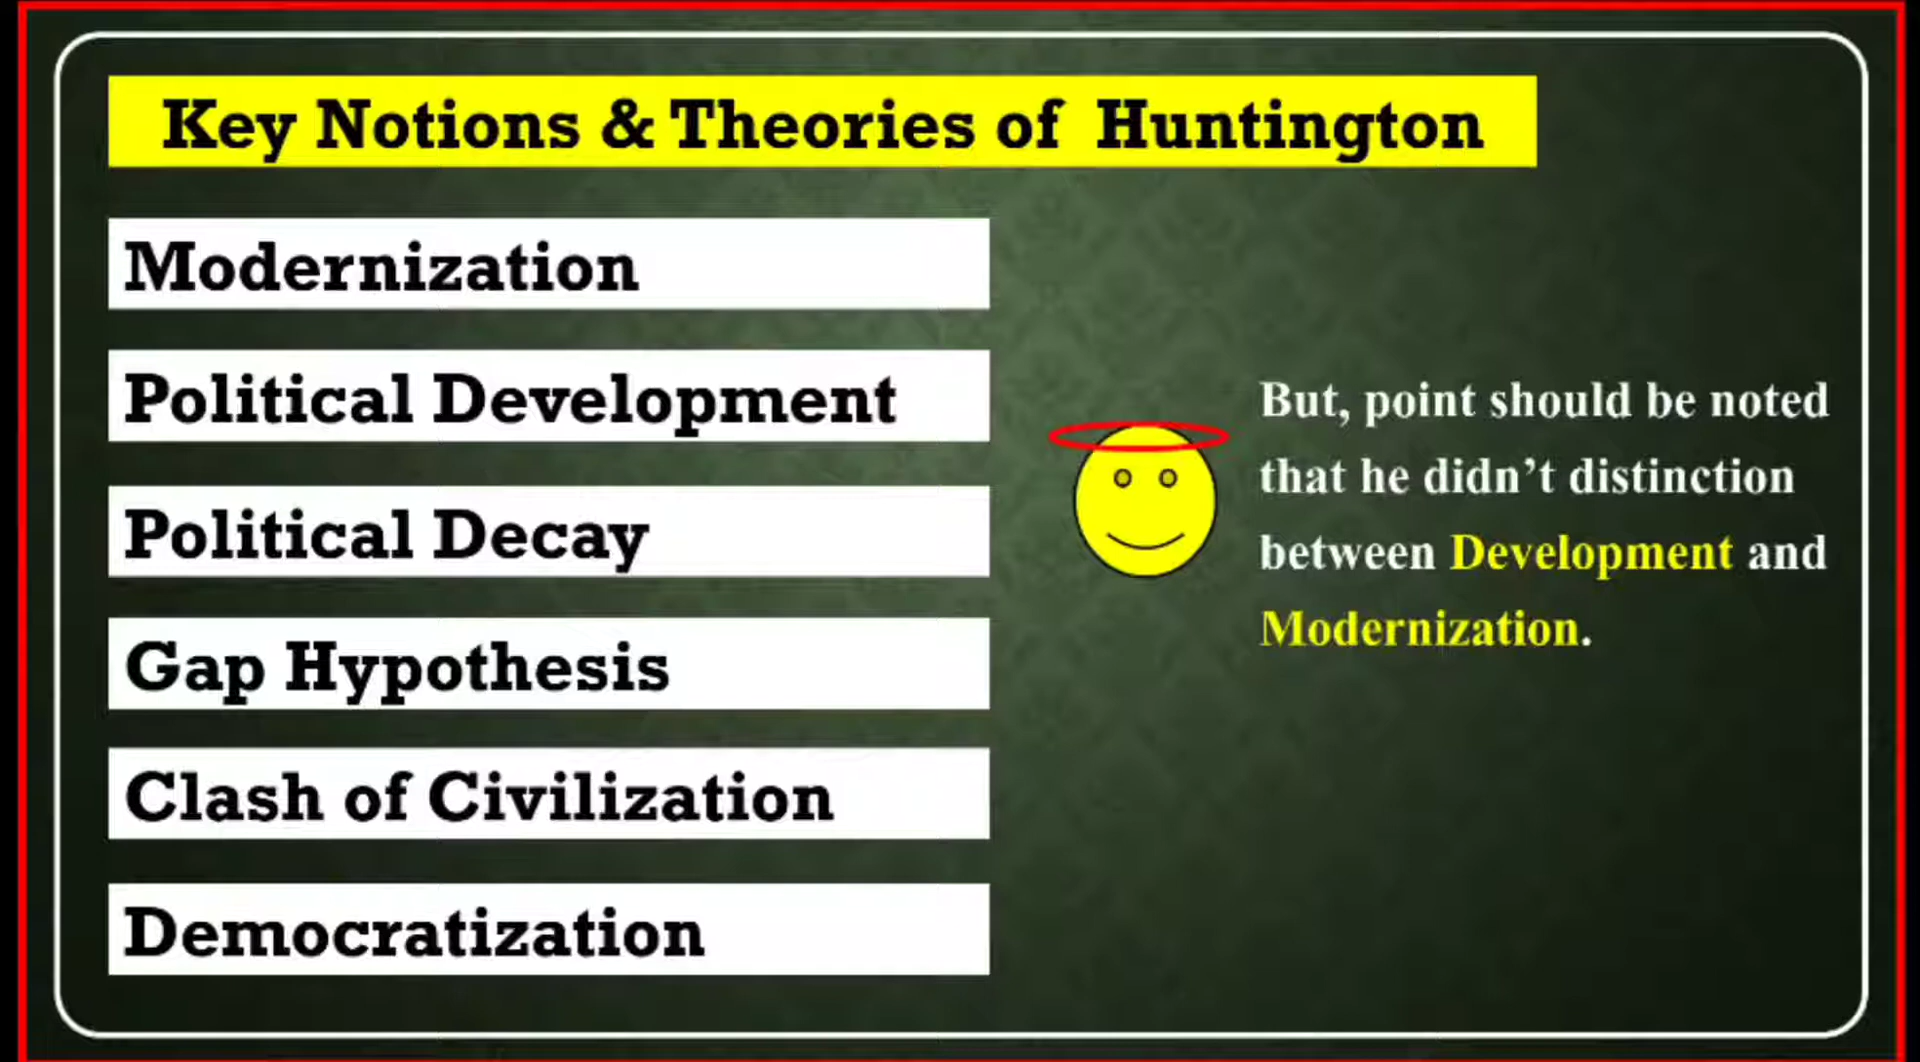 Key Notions & Theories of Huntington
Modernization
Political Development
Political Decay
Gap Hypothesis
Clash of Civilization
Democratization
But, point should be noted
that he didn’t distinction
between Development and
Modernization.